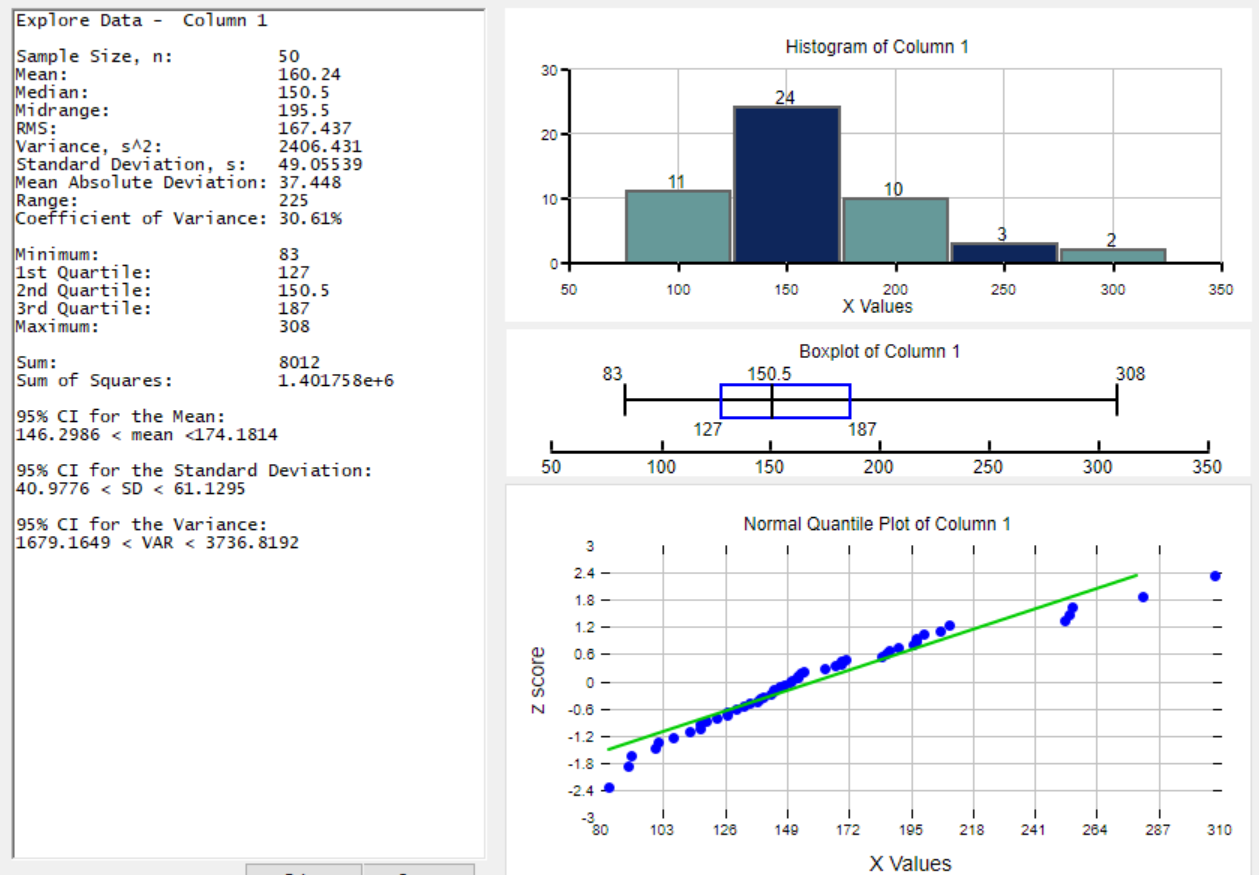 Explore Data - Column 1
Sample Size, n: 50
Mean: 160.24
Median: 150.5
Midrange: 195.5
RMS: 167.437
Variance, s^2: 2406.431
Standard Deviation, s: 49.05539
Mean Absolute Deviation: 37.448
Range: 225
Coefficient of Variance: 30.61%
Minimum: 83
1st Quartile: 127
2nd Quartile: 150.5
3rd Quartile: 187
Maximum: 308
Sum: 8012
Sum of Squares: 1.401758e+6
95% CI for the Mean:
146.2986 < mean <174.1814
95% CI for the Standard Deviation:
40.9776 < SD < 61.1295
95% CI for the Variance:
1679.1649 < VAR < 3736.8192
Histogram of Column 1
30
24
20
11
10
10
3
2
0
50 100 150 200 250 300 350
X Values
Boxplot of Column 1
83 150.5 308
127 187
50 100 150 200 250 300 350
Normal Quantile Plot of Column 1
3
2.4
1.8
1.2
0.6
0
-0.6
-1.2
-1.8
-2.4
-3
z score
80 103 126 149 172 195 218 241 264 287 310
X Values